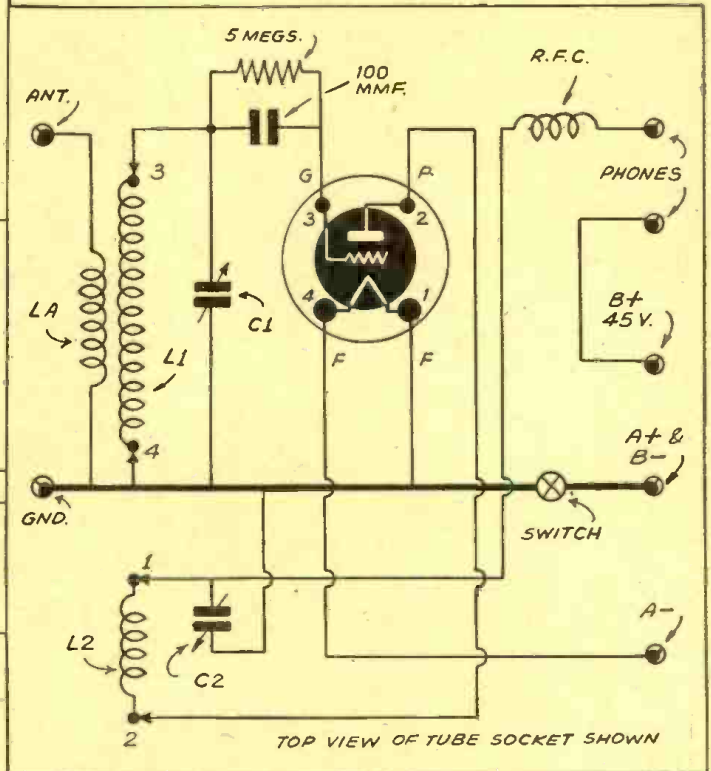 5 MEGS.
100
MMF.
R.F.C.
ANT.
PHONES
3
G
P.
3
2
LA
L1
C1
4
1
B+
45 V.
F
F
4
A+ &
B-
GND.
SWITCH
1
L2
C2
A-
2
TOP VIEW OF TUBE SOCKET SHOWN